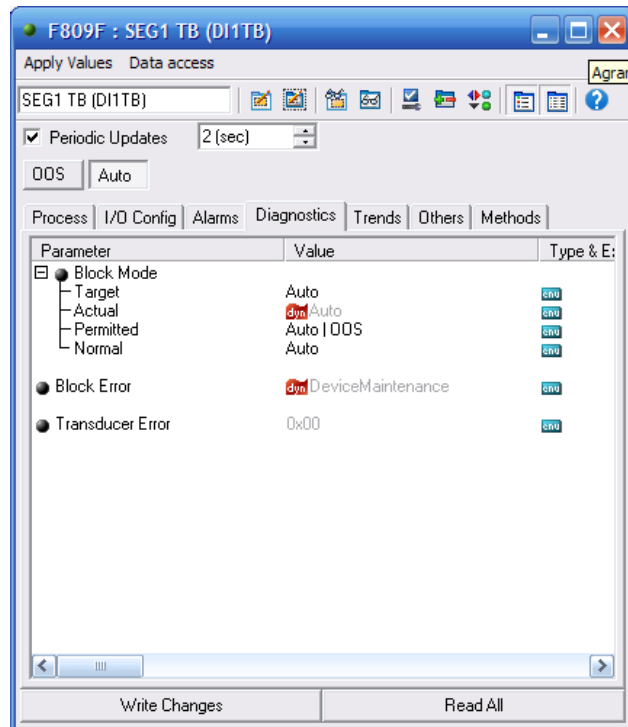 F809F : SEG1 TB (DI1TB)
Apply Values Data access
Agrar
SEG1 TB (DI1TB)
Periodic Updates 2 (sec)
OOS Auto
Process I/O Config Alarms Diagnostics Trends Others Methods
Parameter Value Type & E:
Block Mode
Target Auto enu
Actual dyn Auto enu
Permitted Auto | OOS enu
Normal Auto enu
Block Error dyn DeviceMaintenance enu
Transducer Error 0x00 enu
Write Changes Read All